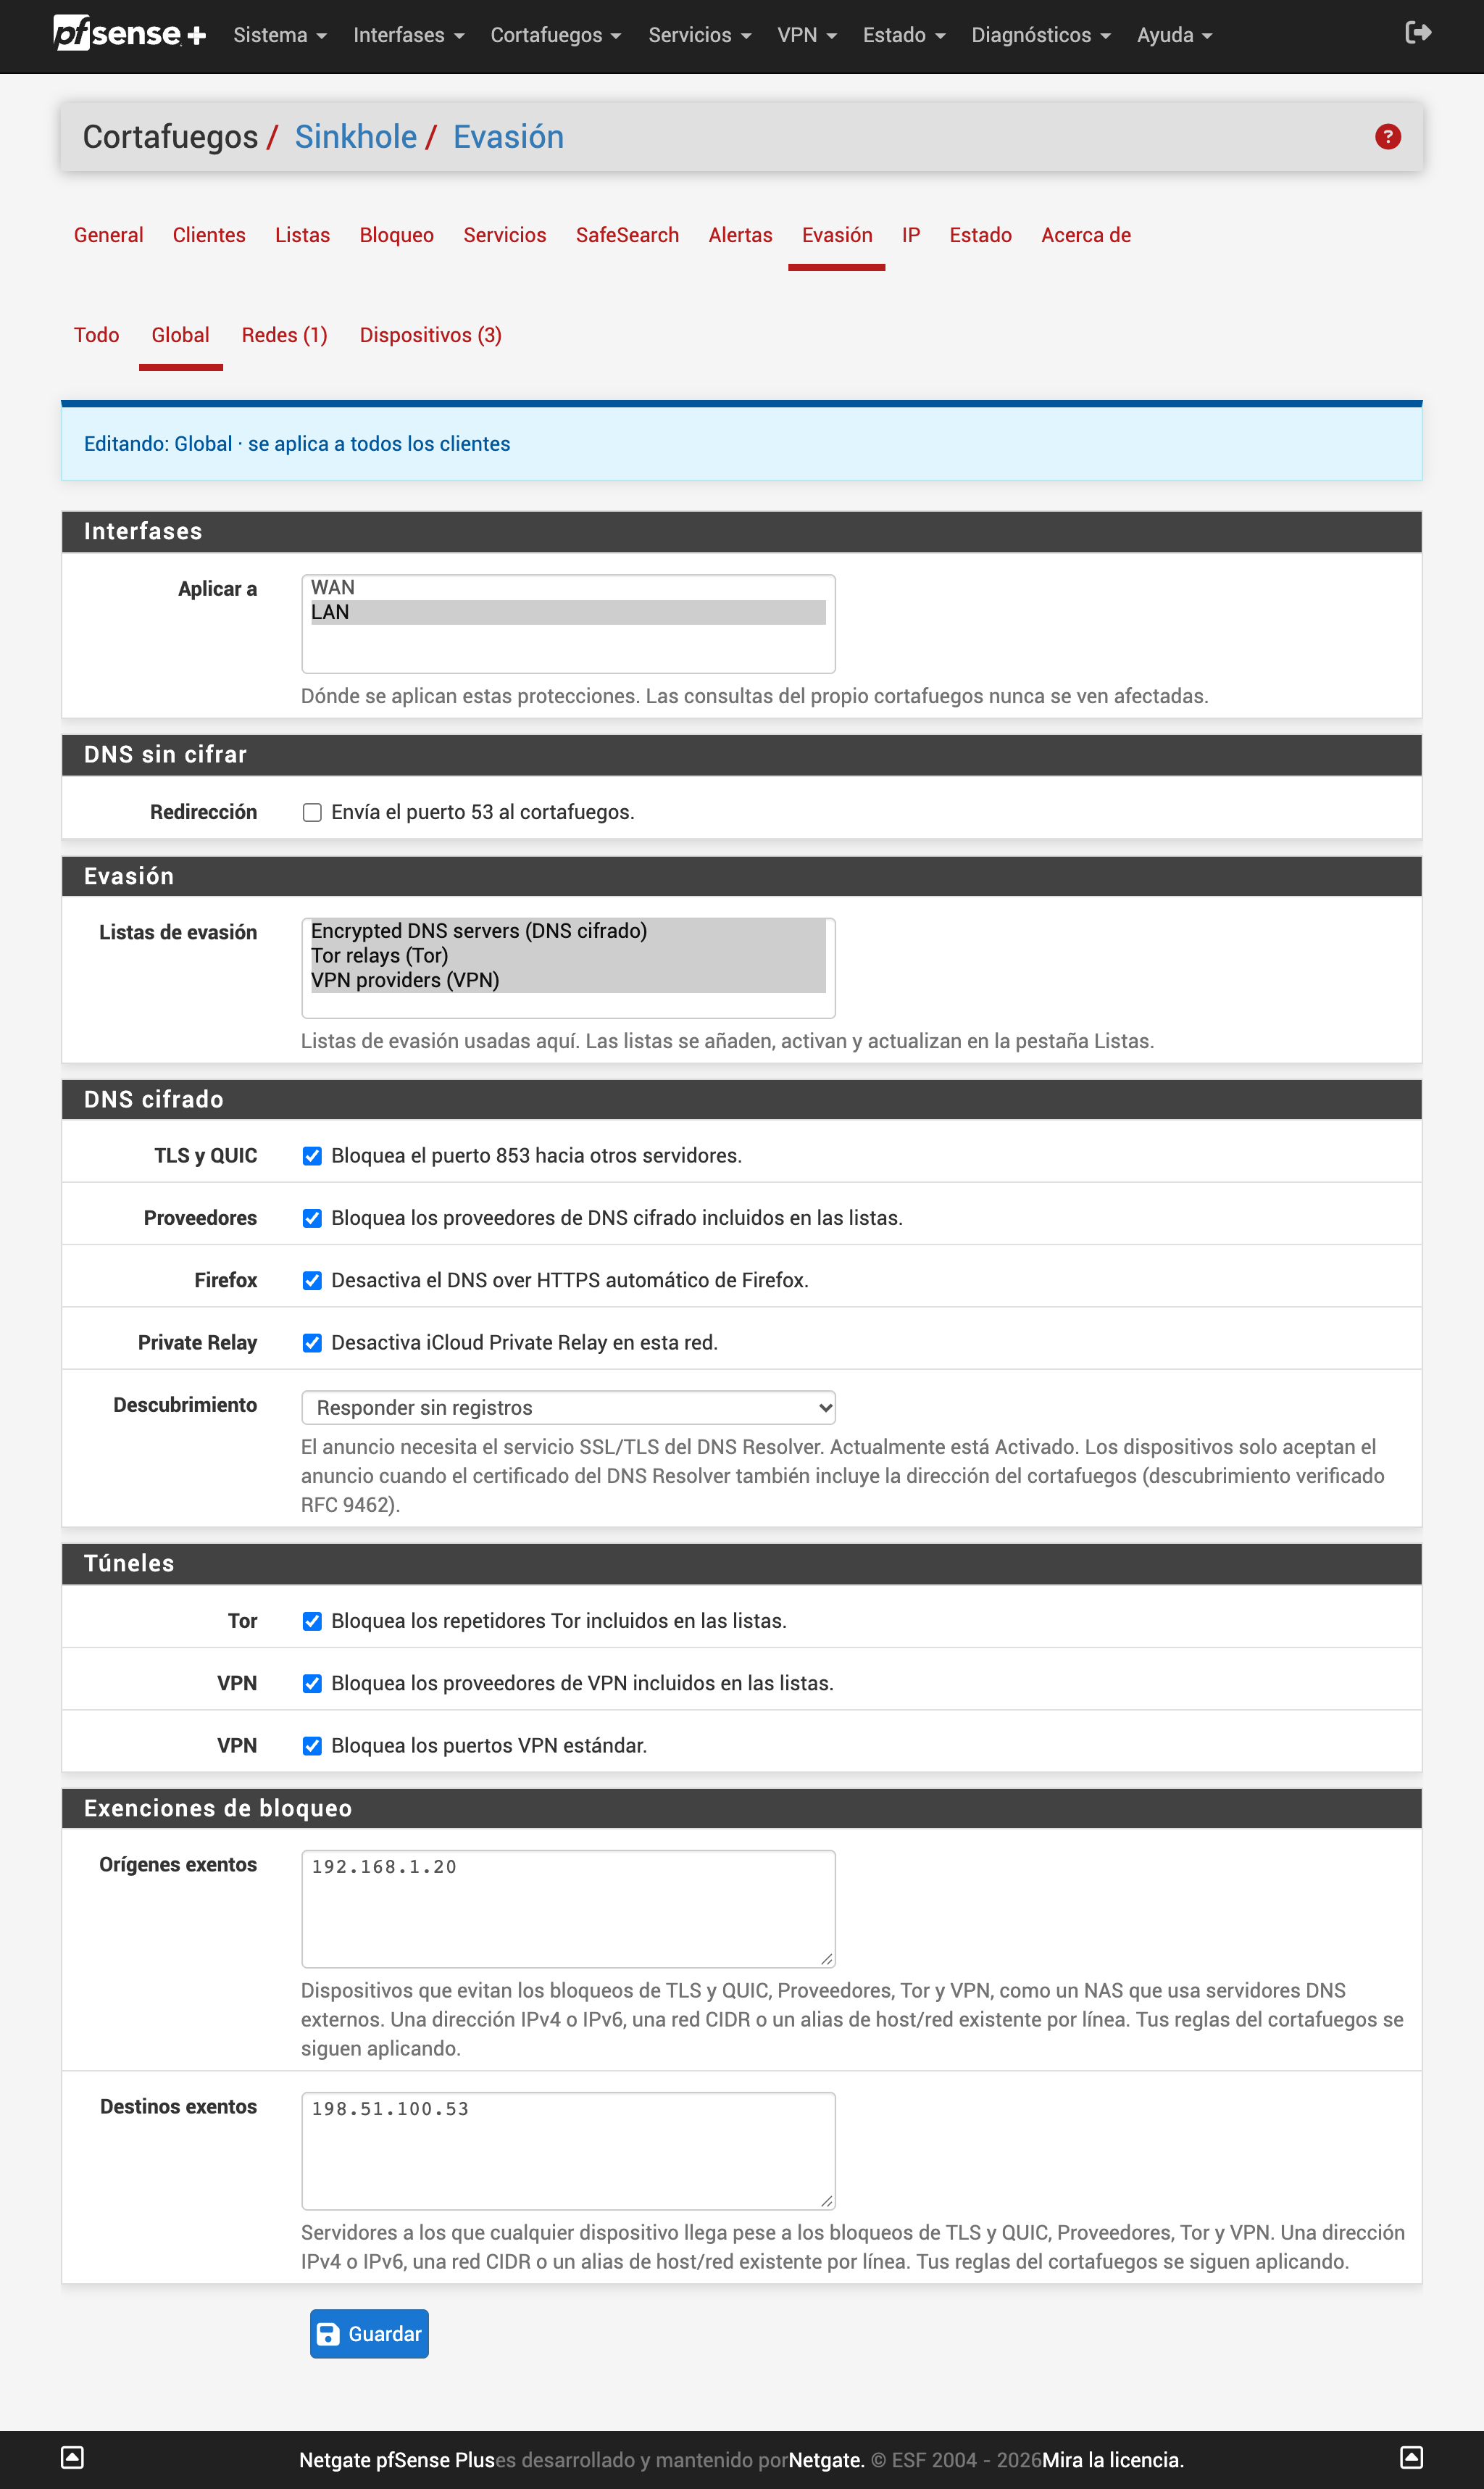 pfsense + Sistema Interfases Cortafuegos Servicios VPN Estado Diagnósticos Ayuda
Cortafuegos / Sinkhole / Evasión ?
General Clientes Listas Bloqueo Servicios SafeSearch Alertas Evasión IP Estado Acerca de
Todo Global Redes (1) Dispositivos (3)
Editando: Global · se aplica a todos los clientes
Interfases
Aplicar a
WAN
LAN
Dónde se aplican estas protecciones. Las consultas del propio cortafuegos nunca se ven afectadas.
DNS sin cifrar
Redirección Envía el puerto 53 al cortafuegos.
Evasión
Listas de evasión
Encrypted DNS servers (DNS cifrado)
Tor relays (Tor)
VPN providers (VPN)
Listas de evasión usadas aquí. Las listas se añaden, activan y actualizan en la pestaña Listas.
DNS cifrado
TLS y QUIC Bloquea el puerto 853 hacia otros servidores.
Proveedores Bloquea los proveedores de DNS cifrado incluidos en las listas.
Firefox Desactiva el DNS over HTTPS automático de Firefox.
Private Relay Desactiva iCloud Private Relay en esta red.
Descubrimiento Responder sin registros
El anuncio necesita el servicio SSL/TLS del DNS Resolver. Actualmente está Activado. Los dispositivos solo aceptan el
anuncio cuando el certificado del DNS Resolver también incluye la dirección del cortafuegos (descubrimiento verificado
RFC 9462).
Túneles
Tor Bloquea los repetidores Tor incluidos en las listas.
VPN Bloquea los proveedores de VPN incluidos en las listas.
VPN Bloquea los puertos VPN estándar.
Exenciones de bloqueo
Orígenes exentos 192.168.1.20
Dispositivos que evitan los bloqueos de TLS y QUIC, Proveedores, Tor y VPN, como un NAS que usa servidores DNS
externos. Una dirección IPv4 o IPv6, una red CIDR o un alias de host/red existente por línea. Tus reglas del cortafuegos se
siguen aplicando.
Destinos exentos 198.51.100.53
Servidores a los que cualquier dispositivo llega pese a los bloqueos de TLS y QUIC, Proveedores, Tor y VPN. Una dirección
IPv4 o IPv6, una red CIDR o un alias de host/red existente por línea. Tus reglas del cortafuegos se siguen aplicando.
Guardar
Netgate pfSense Pluses desarrollado y mantenido porNetgate. © ESF 2004 - 2026Mira la licencia.